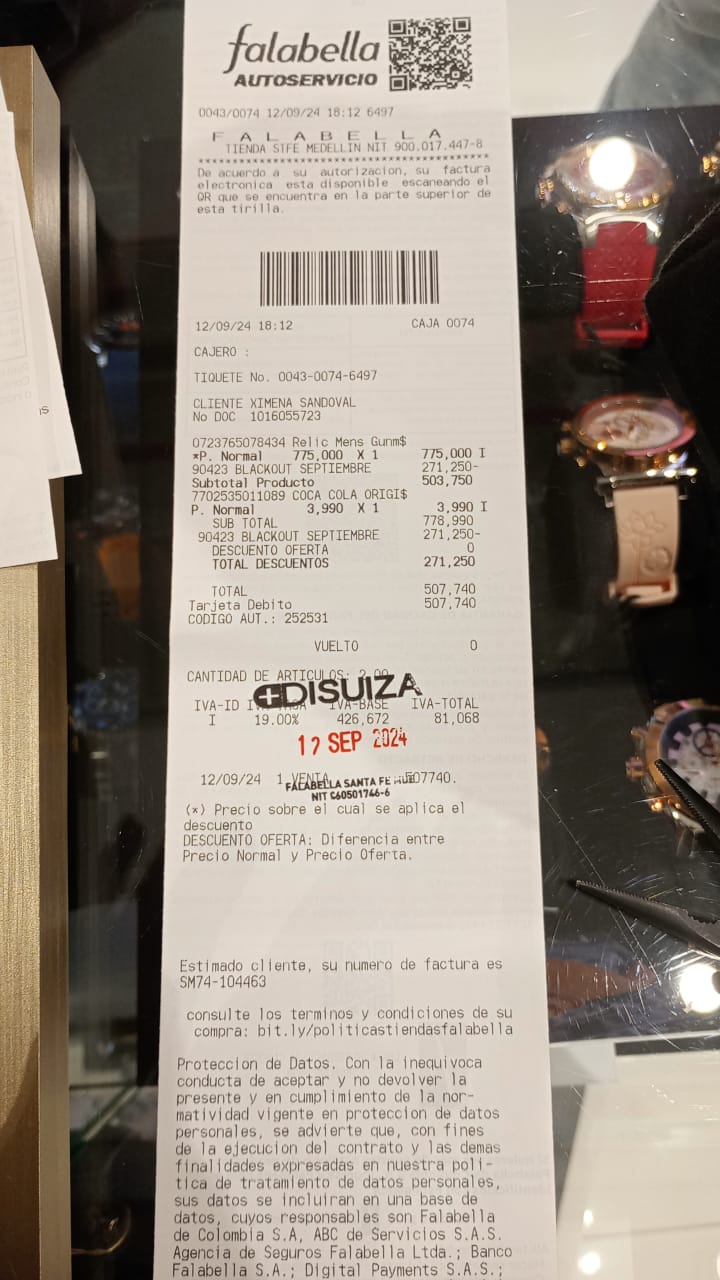 falabella
AUTOSERVICIO
0043/0074 12/09/24 18:12 6497
F A L A B E L L A
TIENDA STFE MEDELLIN NIT 900.017.447-8
******************************************
De acuerdo a su autorizacion, su factura
electronica esta disponible escaneando el
QR que se encuentra en la parte superior de
esta tirilla.
12/09/24 18:12 CAJA 0074
CAJERO :
TIQUETE No. 0043-0074-6497
CLIENTE XIMENA SANDOVAL
No DOC 1016055723
0723765078434 Relic Mens Gunm$
*P. Normal 775,000 X 1 775,000 I
90423 BLACKOUT SEPTIEMBRE 271,250-
Subtotal Producto 503,750
7702535011089 COCA COLA ORIGI$
P. Normal 3,990 X 1 3,990 I
SUB TOTAL 778,990
90423 BLACKOUT SEPTIEMBRE 271,250-
DESCUENTO OFERTA 0
TOTAL DESCUENTOS 271,250
TOTAL 507,740
Tarjeta Debito 507,740
CODIGO AUT.: 252531
VUELTO 0
CANTIDAD DE ARTICULOS: 2.00
DISUIZA
IVA-ID IVA-BASE IVA-TOTAL
I 19.00% 426,672 81,068
12 SEP 2024
12/09/24 1 VENTA 507740.
FALABELLA SANTA FE
NIT
(*) Precio sobre el cual se aplica el
descuento
DESCUENTO OFERTA: Diferencia entre
Precio Normal y Precio Oferta.
Estimado cliente, su numero de factura es
SM74-104463
consulte los terminos y condiciones de su
compra: bit.ly/politicastiendasfalabella
Proteccion de Datos. Con la inequivoca
conducta de aceptar y no devolver la
presente y en cumplimiento de la nor-
matividad vigente en proteccion de datos
personales, se advierte que, con fines
de la ejecucion del contrato y las demas
finalidades expresadas en nuestra poli-
tica de tratamiento de datos personales,
sus datos se incluiran en una base de
datos, cuyos responsables son Falabella
de Colombia S.A, ABC de Servicios S.A.S.
Agencia de Seguros Falabella Ltda.; Banco
Falabella S.A.; Digital Payments S.A.S.;